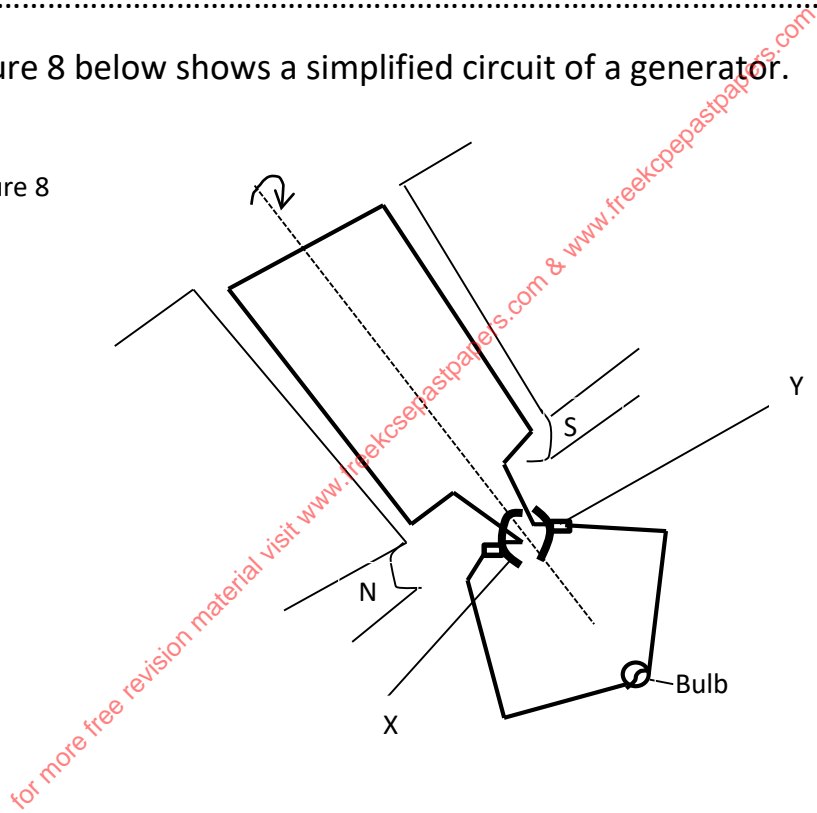 ure 8 below shows a simplified circuit of a generator.
ure 8
Y
S
N
Bulb
X
for more free revision material visit www.freekcsepastpapers.com & www.freekcpepastpapers.com